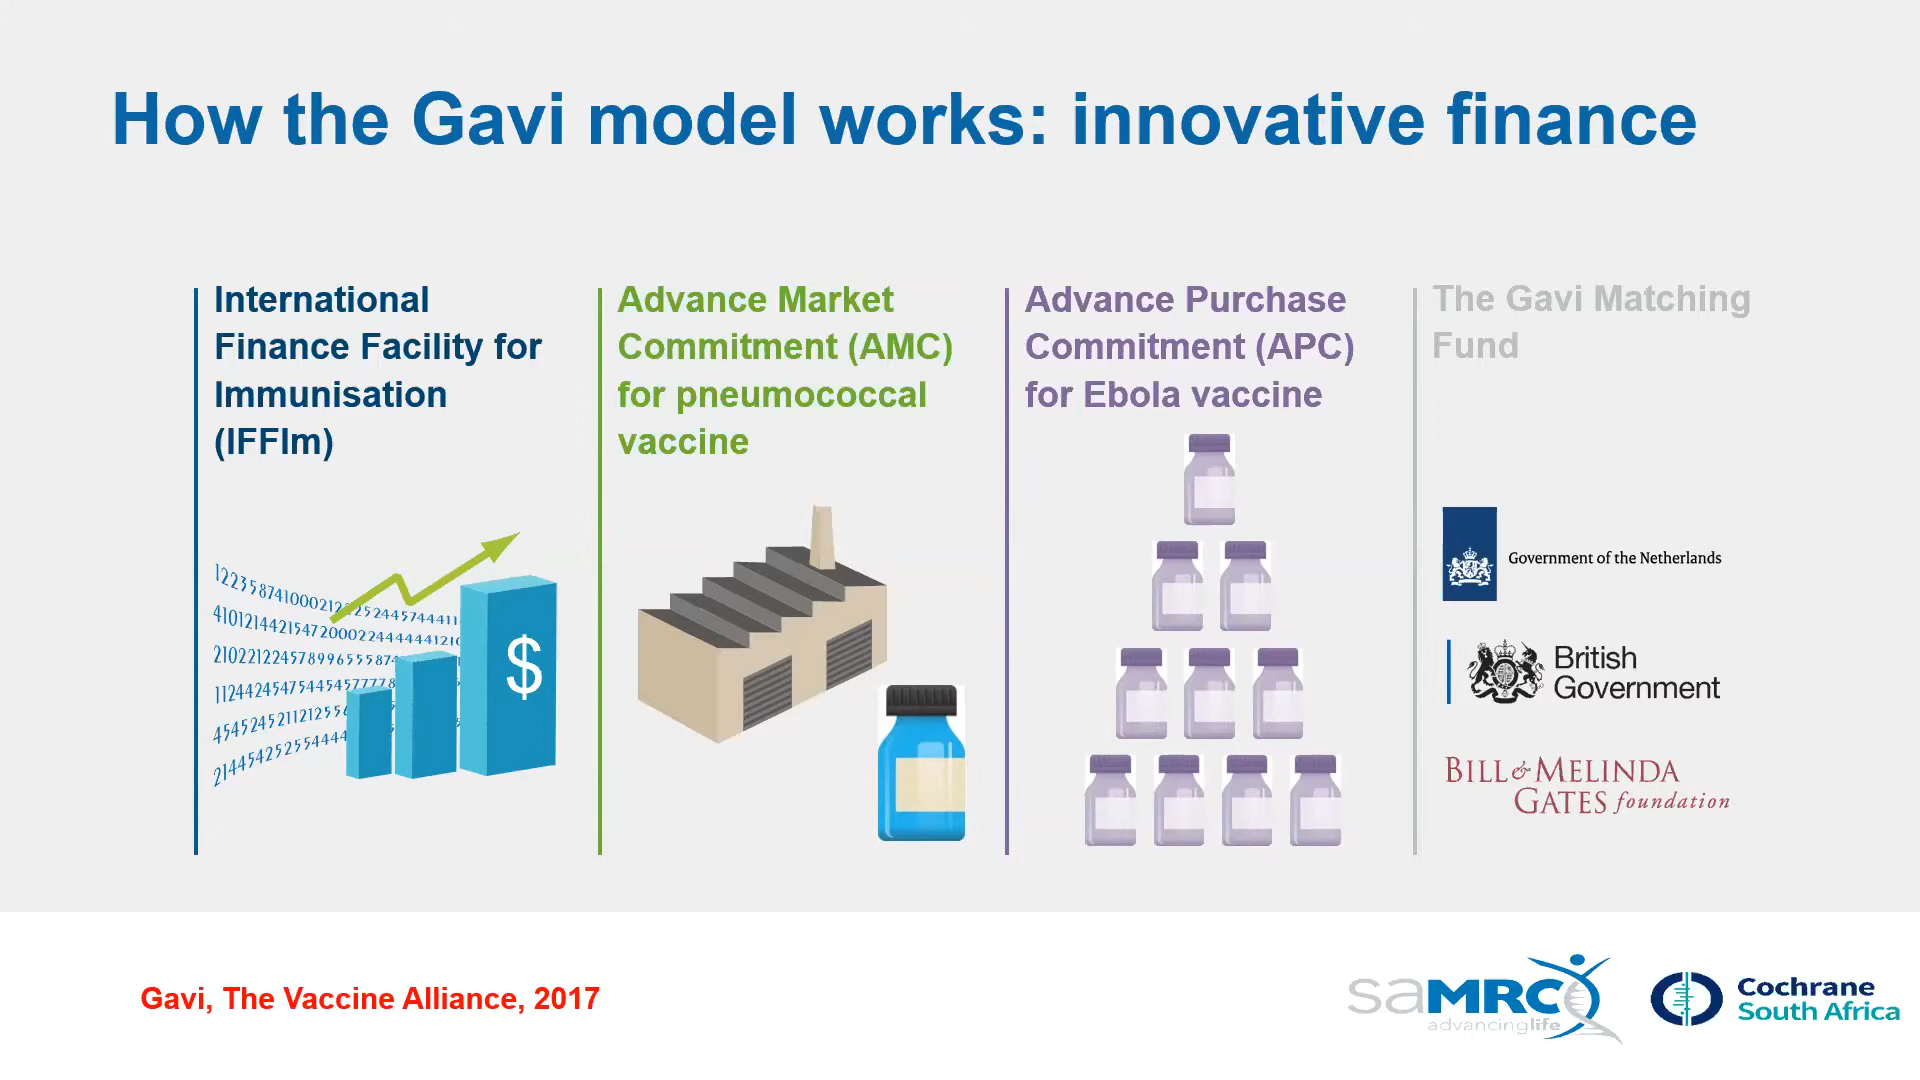 How the Gavi model works: innovative finance
International
Finance Facility for
Immunisation
(IFFIm)
Advance Market
Commitment (AMC)
for pneumococcal
vaccine
Advance Purchase
Commitment (APC)
for Ebola vaccine
The Gavi Matching
Fund
$
Government of the Netherlands
British
Government
BILL & MELINDA
GATES foundation
Gavi, The Vaccine Alliance, 2017
saMRC
advancinglife
Cochrane
South Africa